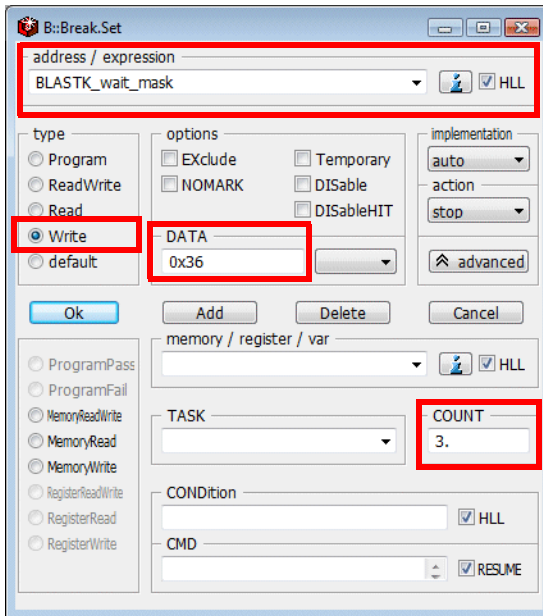 B::Break.Set
address / expression
BLASTK_wait_mask
HLL
type
Program
ReadWrite
Read
Write
default
options
EXclude
Temporary
NOMARK
DISable
DISableHIT
DATA
0x36
implementation
auto
action
stop
advanced
Ok
Add
Delete
Cancel
ProgramPass
ProgramFail
MemoryReadWrite
MemoryRead
MemoryWrite
RegisterReadWrite
RegisterRead
RegisterWrite
memory / register / var
HLL
TASK
COUNT
3.
CONDition
HLL
CMD
RESUME